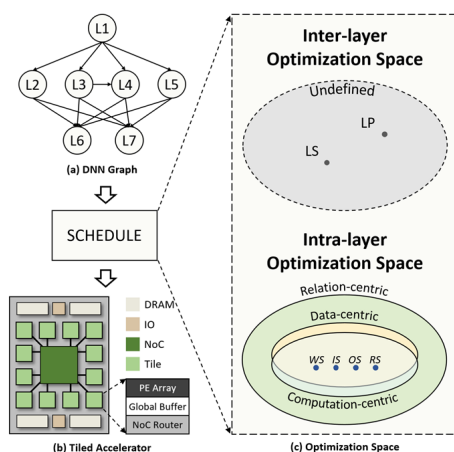 L1
L2
L3
L4
L5
L6
L7
(a) DNN Graph
SCHEDULE
DRAM
IO
NoC
Tile
PE Array
Global Buffer
NoC Router
(b) Tiled Accelerator
Inter-layer
Optimization Space
Undefined
LP
LS
Intra-layer
Optimization Space
Relation-centric
Data-centric
WS IS OS RS
Computation-centric
(c) Optimization Space